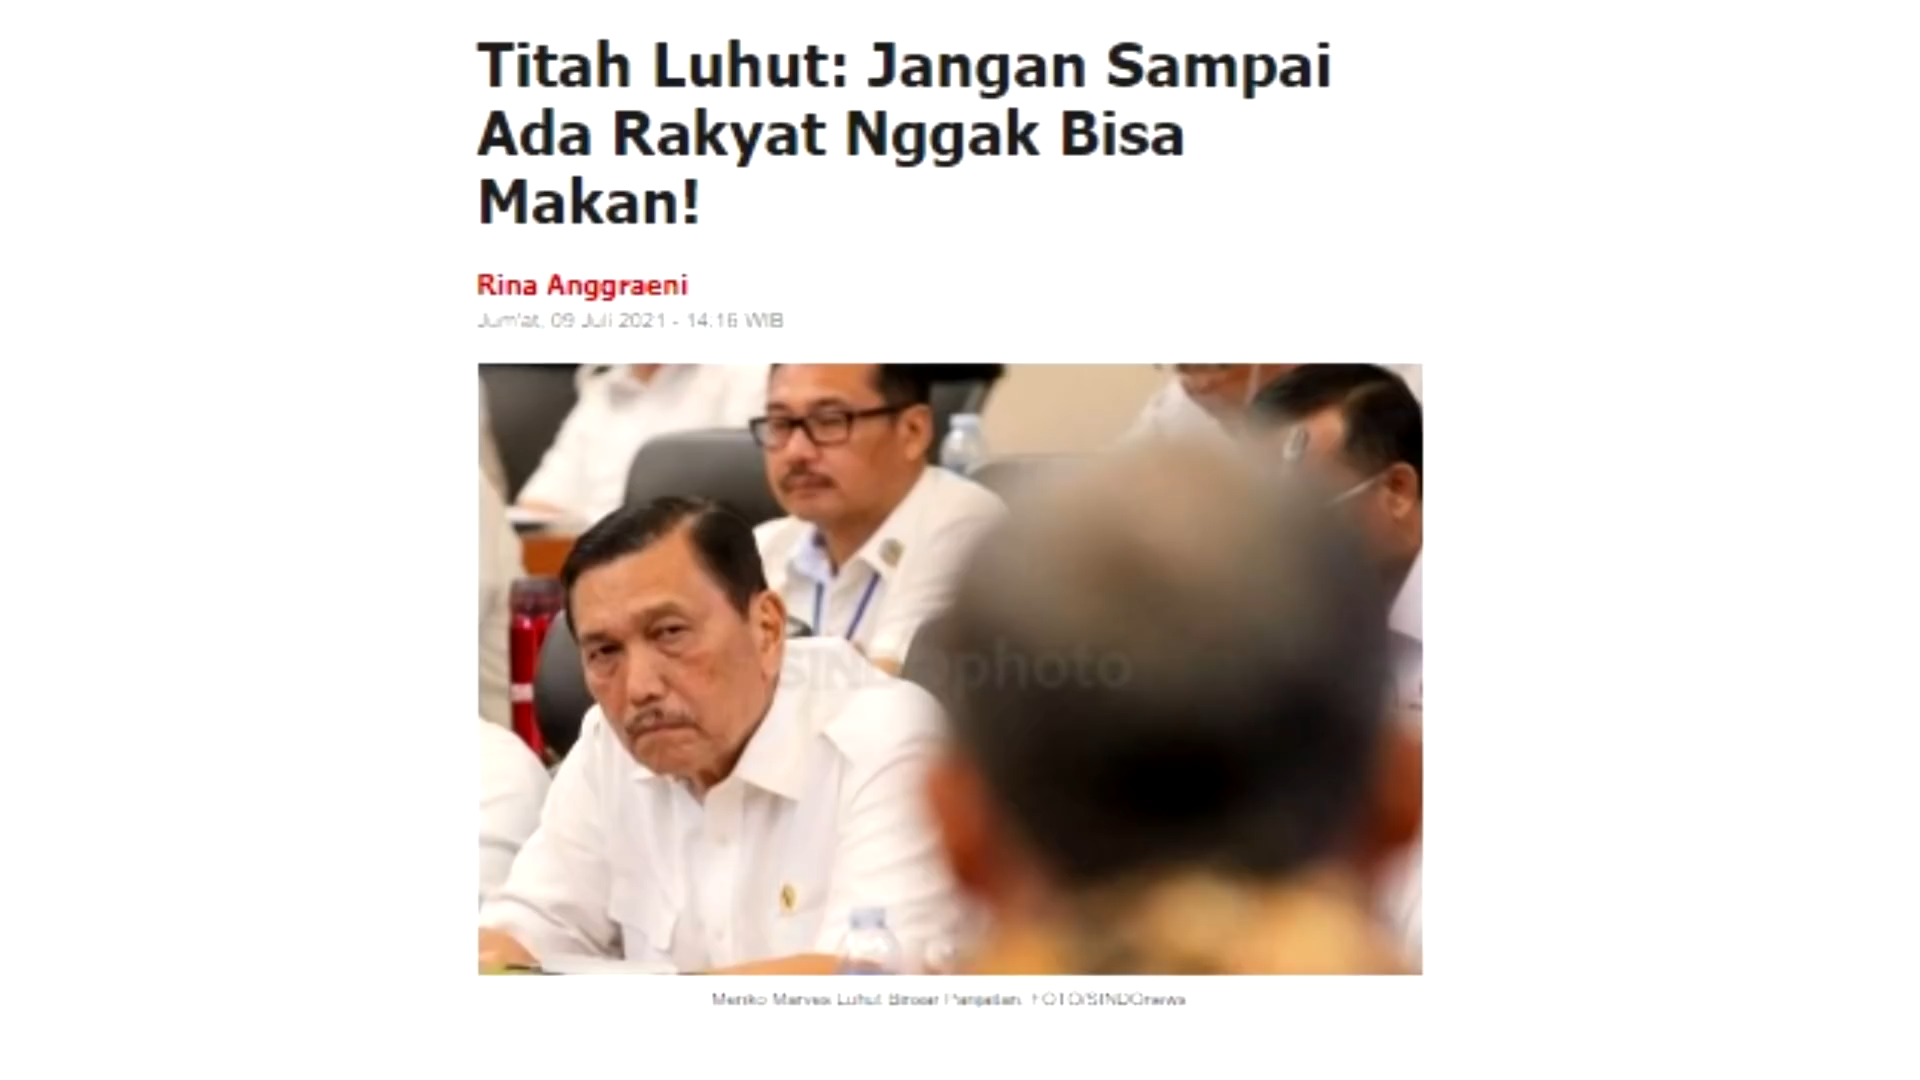 Titah Luhut: Jangan Sampai
Ada Rakyat Nggak Bisa
Makan!
Rina Anggraeni
Jum'at, 09 Juli 2021 - 14:16 WIB
SINDOphoto
Menko Marves Luhut Binsar Panjaitan. FOTO/SINDOnews